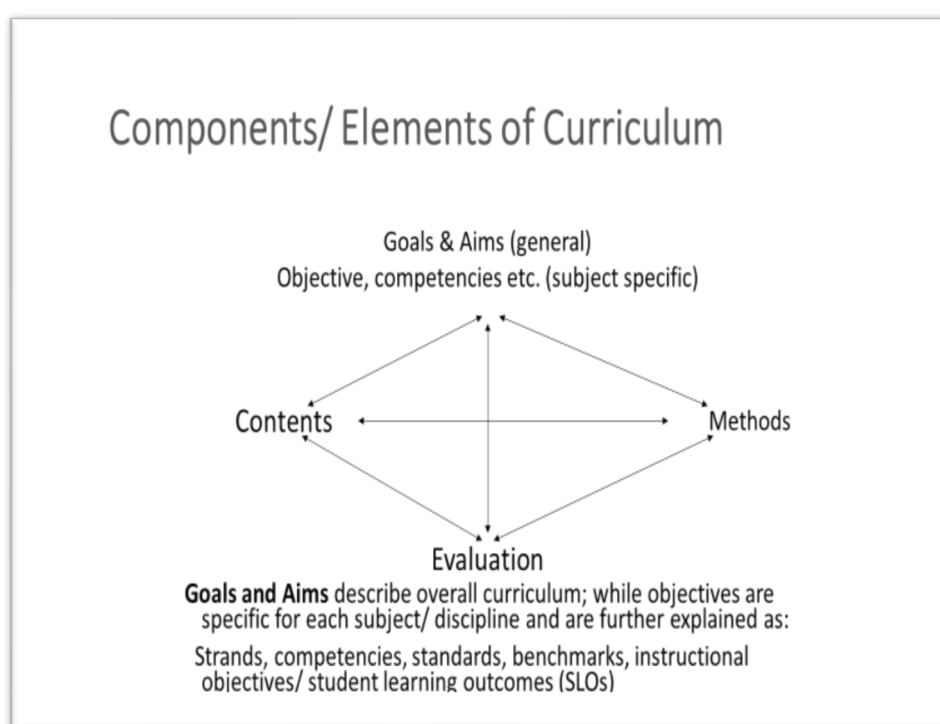 Components/ Elements of Curriculum
Goals & Aims (general)
Objective, competencies etc. (subject specific)
Contents
Methods
Evaluation
Goals and Aims describe overall curriculum; while objectives are
specific for each subject/ discipline and are further explained as:
Strands, competencies, standards, benchmarks, instructional
objectives/ student learning outcomes (SLOs)